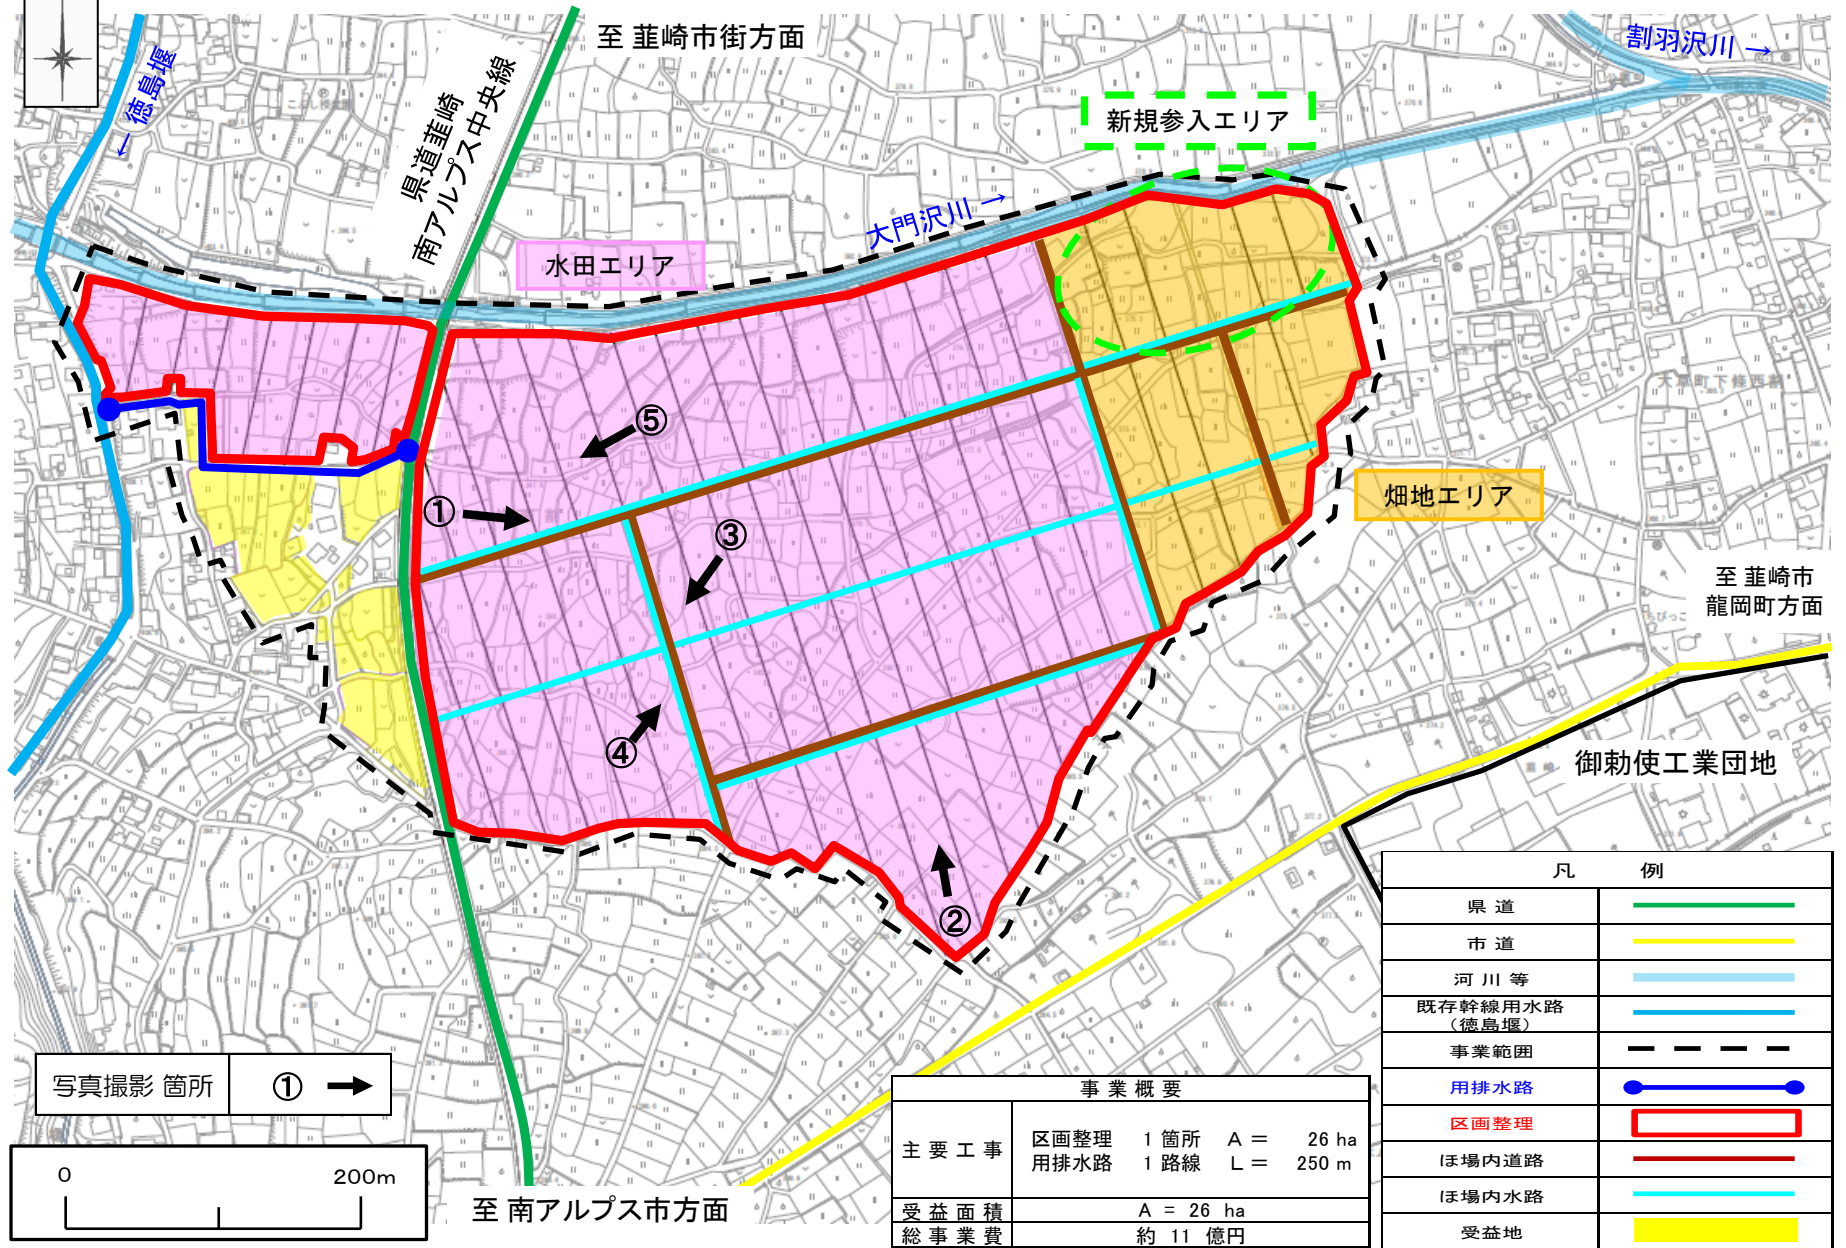 至 韮崎市街方面
割羽沢川 →
← 徳島堰
県道韮崎
南アルプス中央線
新規参入エリア
大門沢川 →
水田エリア
大草町下條西割
⑤
①
③
畑地エリア
至 韮崎市
龍岡町方面
④
御勅使工業団地
②
凡 例
県 道
市 道
河 川 等
既存幹線用水路
（徳島堰）
事業範囲
用排水路
区画整理
ほ場内道路
ほ場内水路
受益地
写真撮影 箇所 ①
0 200m
至 南アルプス市方面
事 業 概 要
主 要 工 事
区画整理 1 箇所 A = 26 ha
用排水路 1 路線 L = 250 m
受 益 面 積 A = 26 ha
総 事 業 費 約 11 億円